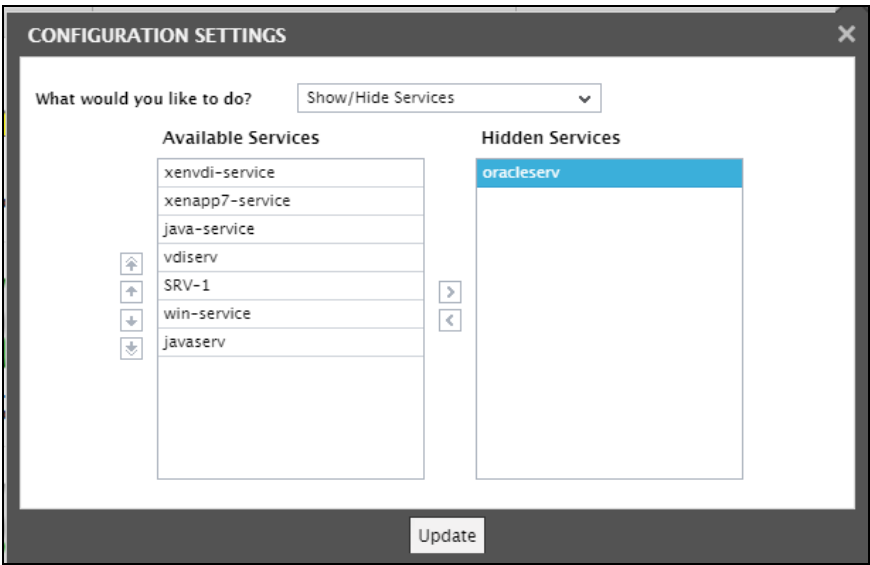 CONFIGURATION SETTINGS
What would you like to do? Show/Hide Services
Available Services Hidden Services
xenvdi-service oracleserv
xenapp7-service
java-service
vdiserv
SRV-1
win-service
javaserv
Update